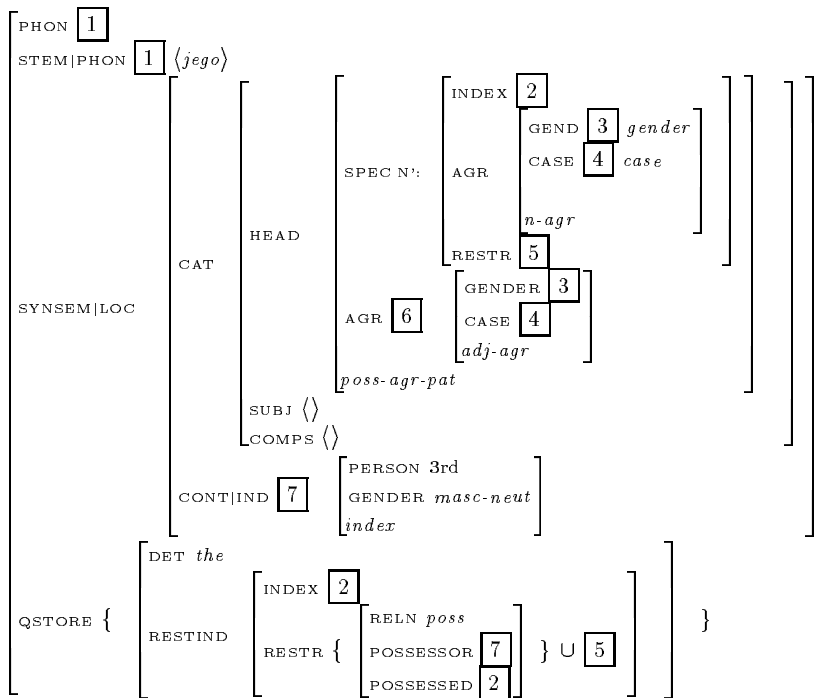 PHON 1
STEM|PHON 1 ⟨jego⟩
INDEX 2
GEND 3 gender
SPEC N': AGR CASE 4 case
n-agr
HEAD
RESTR 5
CAT
GENDER 3
SYNSEM|LOC
AGR 6 CASE 4
adj-agr
poss-agr-pat
SUBJ ⟨⟩
COMPS ⟨⟩
PERSON 3rd
CONT|IND 7 GENDER masc-neut
index
DET the
INDEX 2
QSTORE { RELN poss }
RESTIND
RESTR { POSSESSOR 7 } ∪ 5
POSSESSED 2